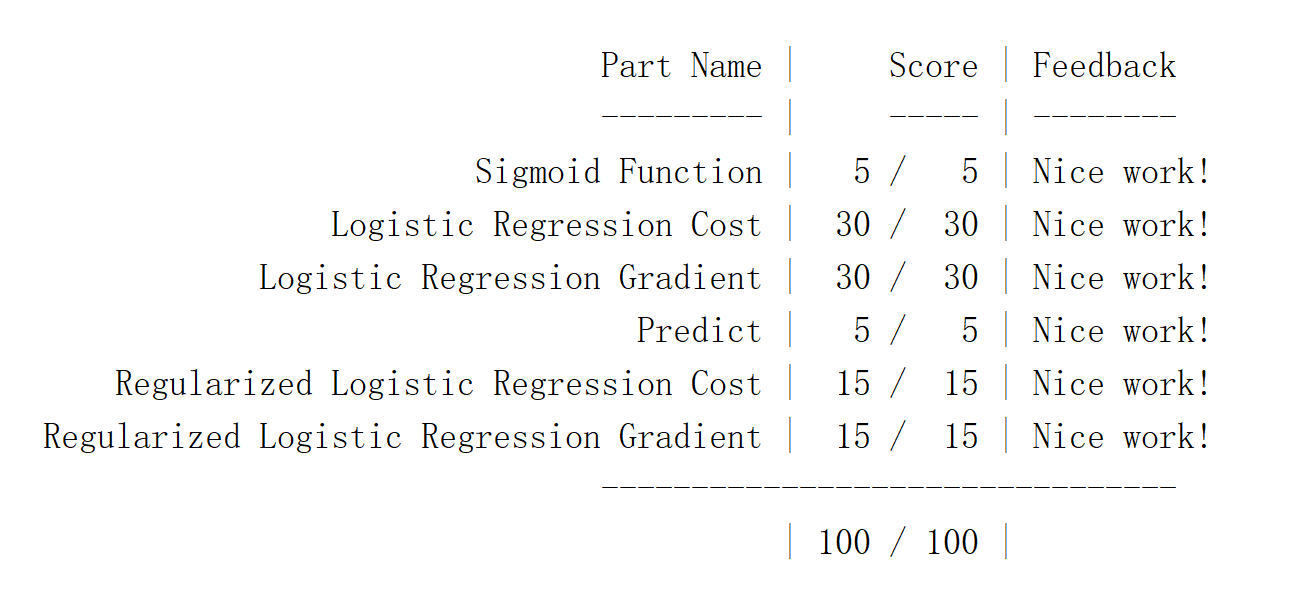 Part Name |     Score | Feedback
--------- |     ----- | --------
Sigmoid Function |   5 /   5 | Nice work!
Logistic Regression Cost |  30 /  30 | Nice work!
Logistic Regression Gradient |  30 /  30 | Nice work!
Predict |   5 /   5 | Nice work!
Regularized Logistic Regression Cost |  15 /  15 | Nice work!
Regularized Logistic Regression Gradient |  15 /  15 | Nice work!
--------------------------------
| 100 / 100 |